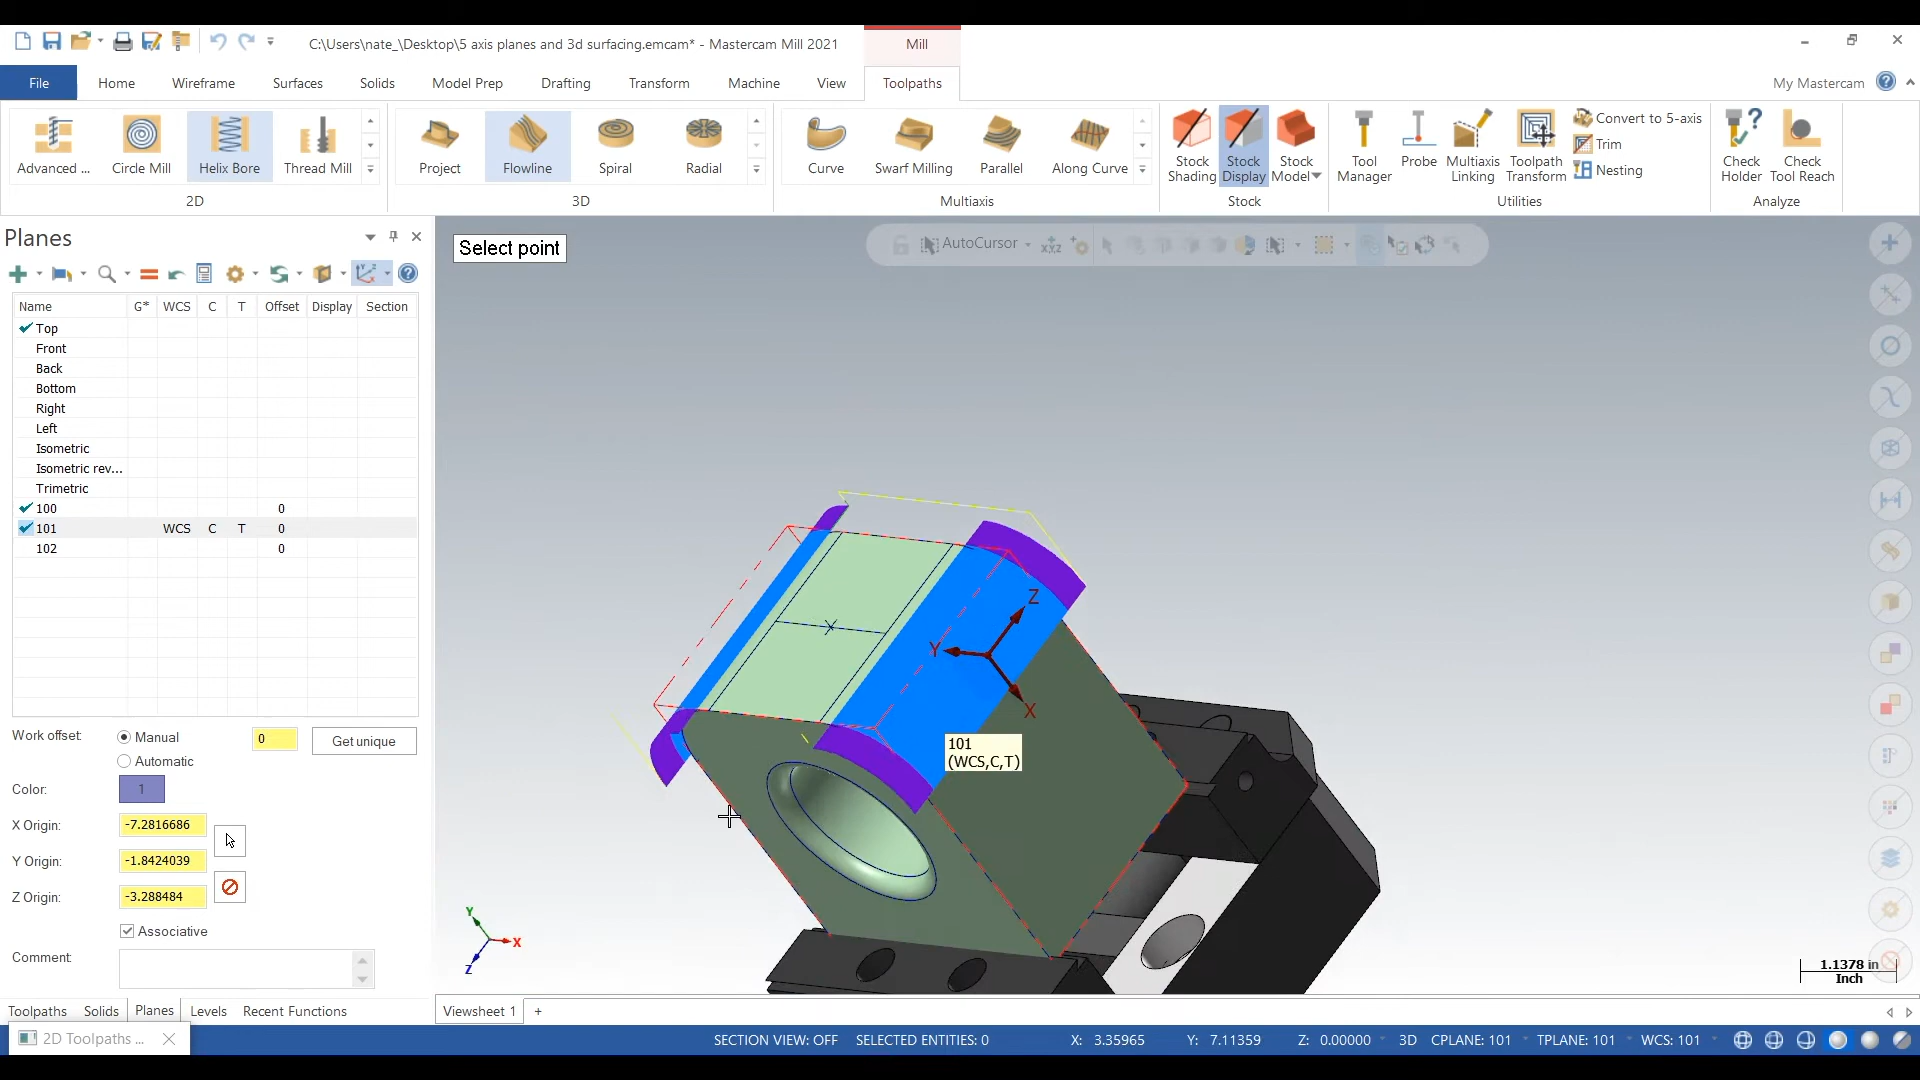 C:\Users\nate_\Desktop\5 axis planes and 3d surfacing.emcam* - Mastercam Mill 2021
Mill
File Home Wireframe Surfaces Solids Model Prep Drafting Transform Machine View Toolpaths
My Mastercam
Advanced ... Circle Mill Helix Bore Thread Mill
2D
Project Flowline Spiral Radial
3D
Curve Swarf Milling Parallel Along Curve
Multiaxis
Stock Shading
Stock Display
Stock Model
Stock
Tool Manager
Probe
Multiaxis Linking
Toolpath Transform
Convert to 5-axis
Trim
Nesting
Utilities
Check Holder
Check Tool Reach
Analyze
Planes
Name G* WCS C T Offset Display Section
Top
Front
Back
Bottom
Right
Left
Isometric
Isometric rev...
Trimetric
100 0
101 WCS C T 0
102 0
Work offset: Manual 0 Get unique
Automatic
Color: 1
X Origin: -7.2816686
Y Origin: -1.8424039
Z Origin: -3.288484
Associative
Comment:
Toolpaths Solids Planes Levels Recent Functions
2D Toolpaths ...
Select point
AutoCursor
xyz
Z
Y
X
101
(WCS,C,T)
Y
X
Z
1.1378 in
Inch
Viewsheet 1 +
SECTION VIEW: OFF SELECTED ENTITIES: 0 X: 3.35965 Y: 7.11359 Z: 0.00000 3D CPLANE: 101 TPLANE: 101 WCS: 101